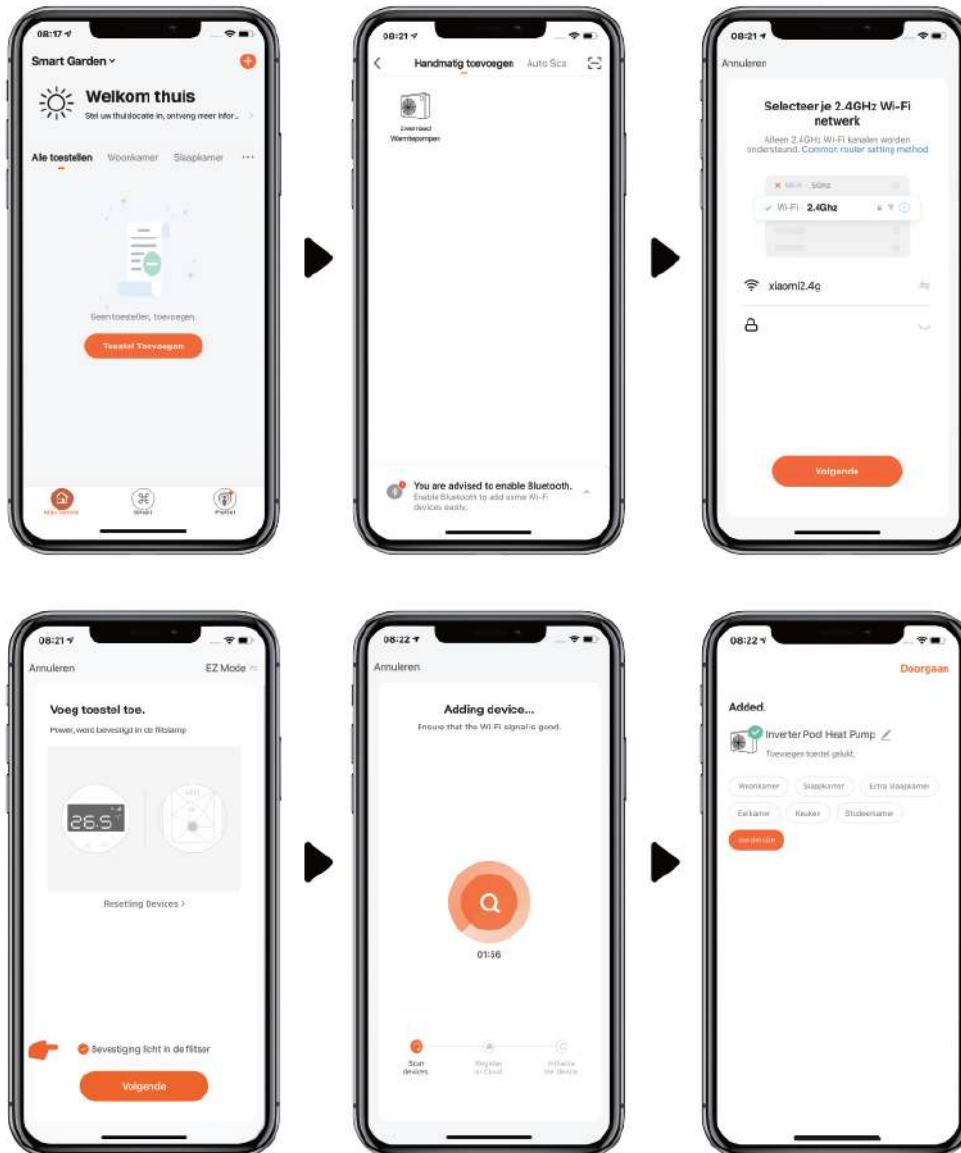 08:17
Smart Garden
Welkom thuis
Stel uw thuislocatie in, ontvang meer infor...
Alle toestellen Woonkamer Slaapkamer ...
Geen toestellen, toevoegen.
Toestel Toevoegen
Smart
08:21
Handmatig toevoegen Auto Sca
Zwembad
Warmtepompen
You are advised to enable Bluetooth.
Enable Bluetooth to add some Wi-Fi
devices easily.
08:21
Annuleren
Selecteer je 2.4GHz Wi-Fi
netwerk
Alleen 2.4GHz Wi-Fi kanalen worden
ondersteund. Common router setting method
Wi-Fi - 5Ghz
Wi-Fi - 2.4Ghz
xiaomi2.4g
Volgende
08:21
Annuleren EZ Mode
Voeg toestel toe.
Power, werd bevestigd in de flitslamp
26.5
Resetting Devices >
Bevestiging licht in de flitser
Volgende
08:22
Annuleren
Adding device...
Ensure that the Wi-Fi signal is good.
01:56
Scan
devices
Register
on Cloud
Initialize
the device
08:22
Doorgaan
Added.
Inverter Pool Heat Pump
Toevoegen toestel gelukt.
Woonkamer Slaapkamer Extra slaapkamer
Eetkamer Keuken Studeerkamer